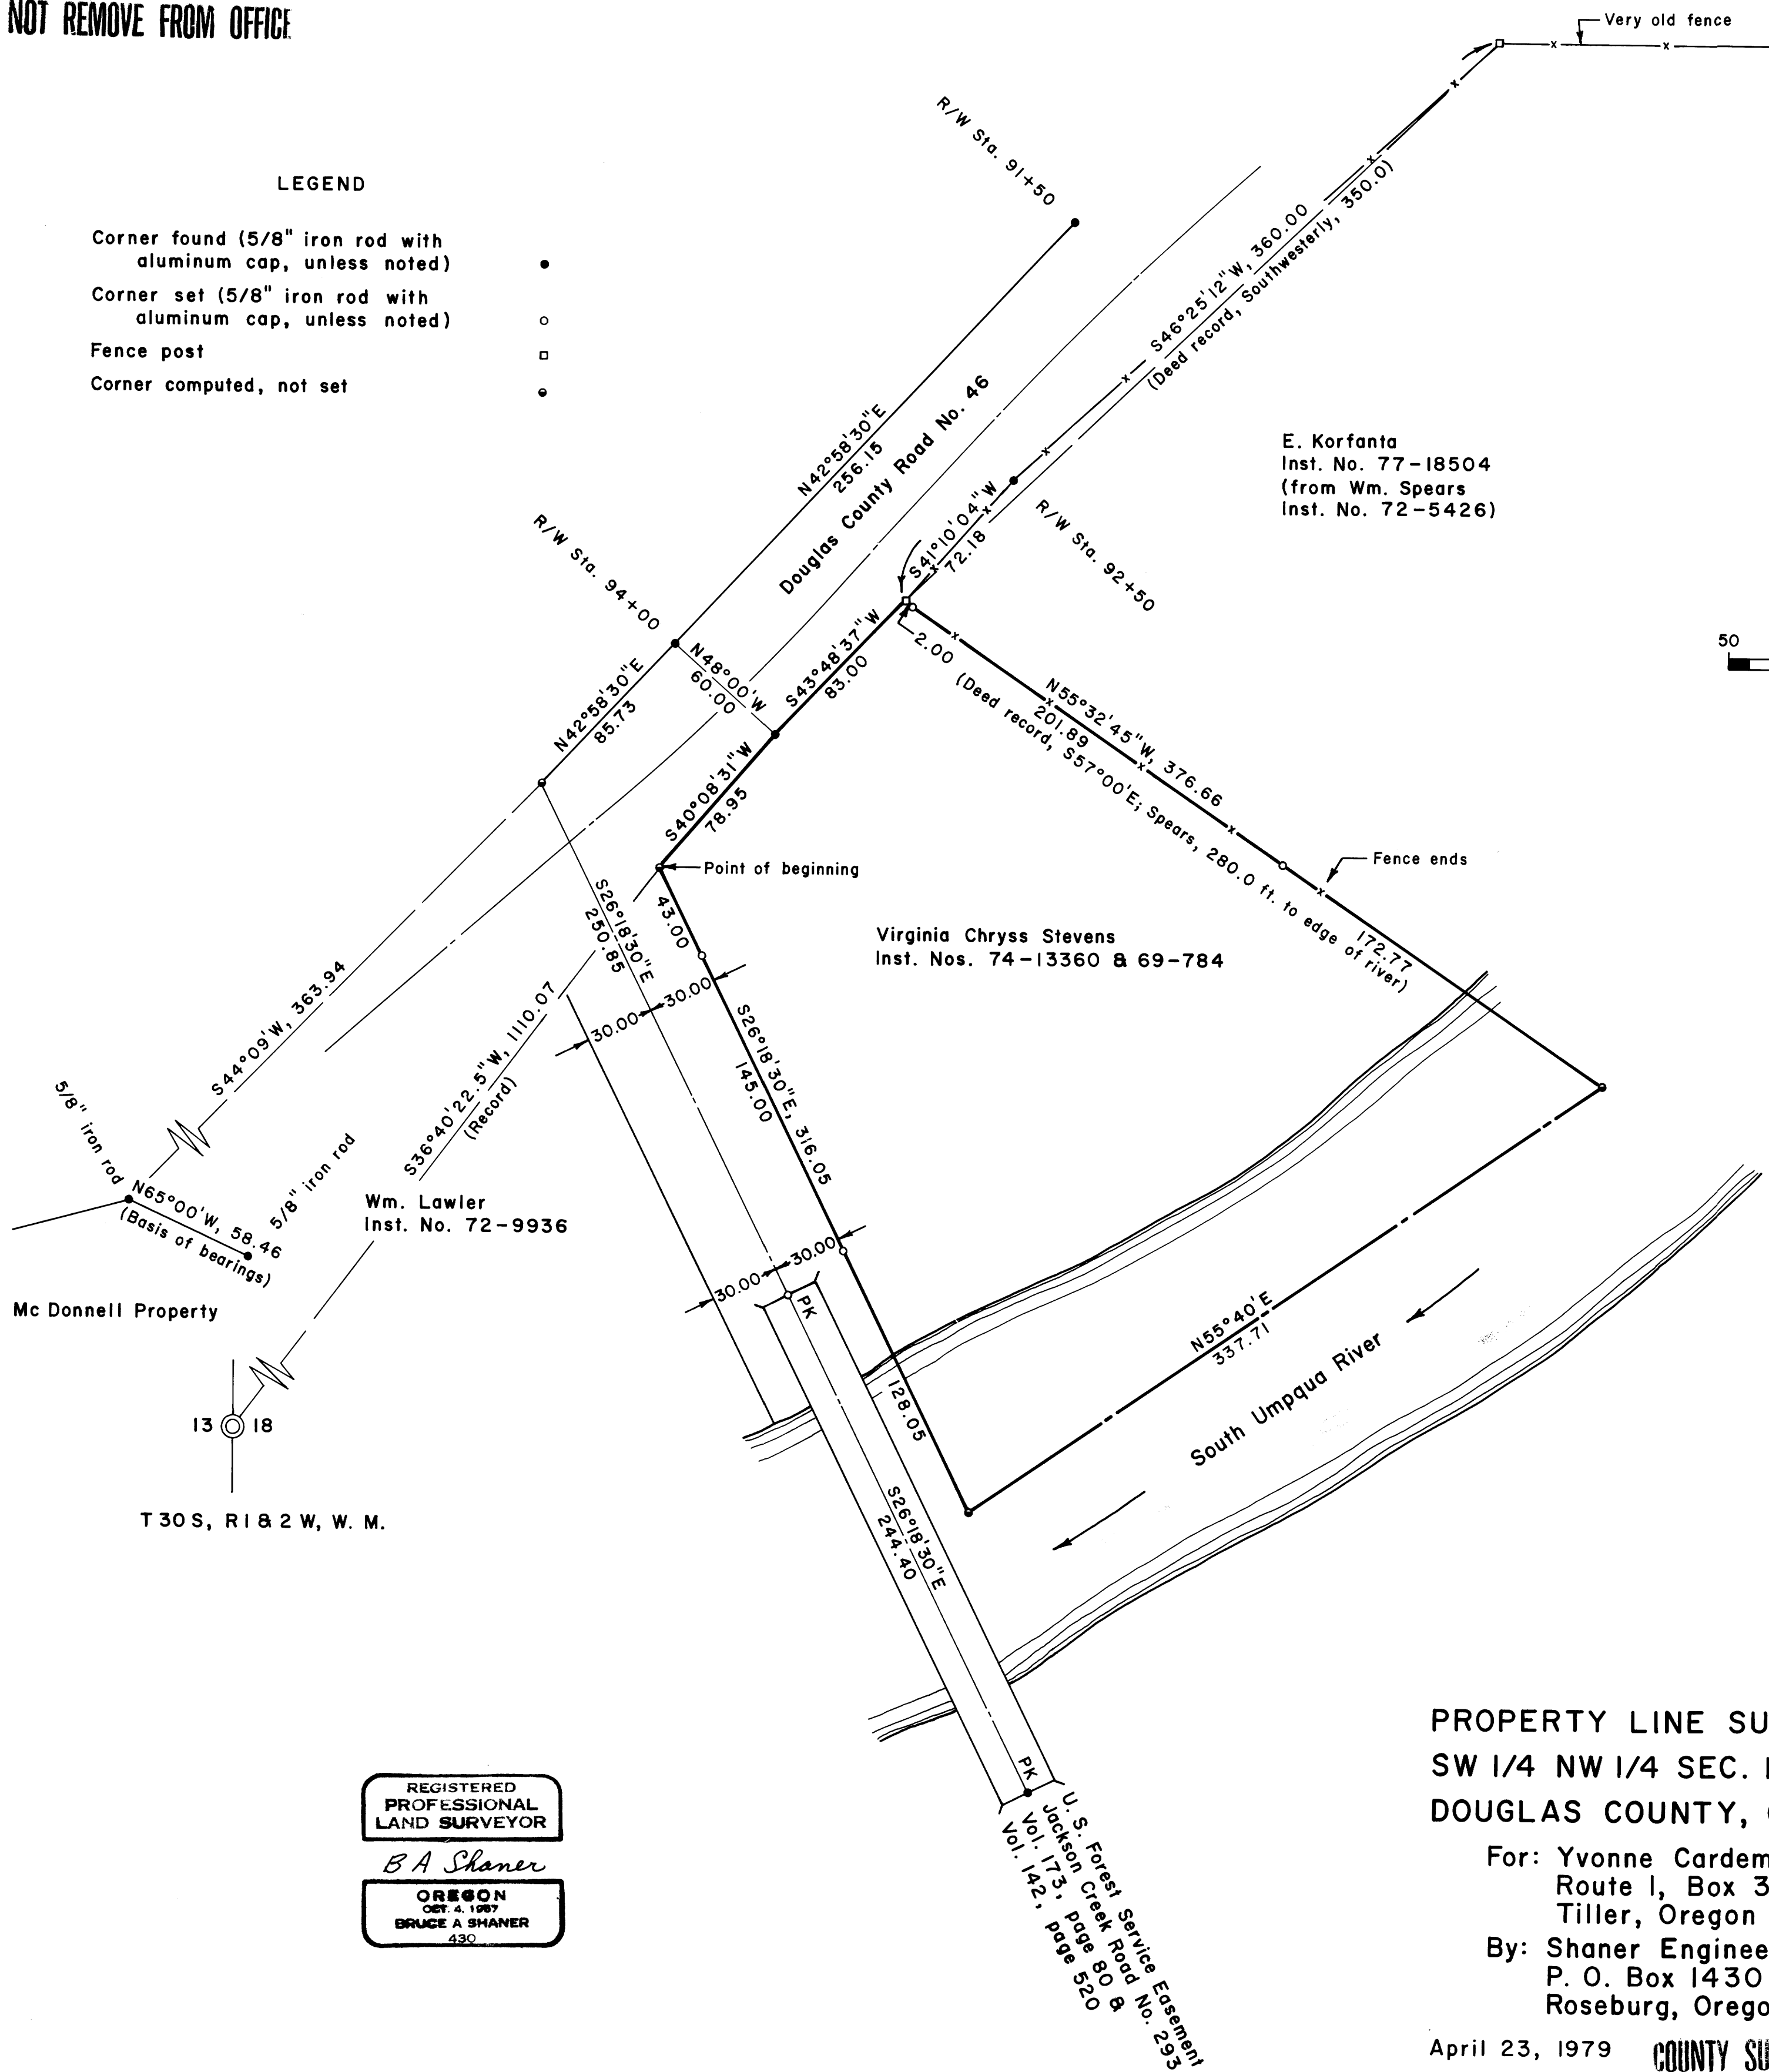 NOT REMOVE FROM OFFICE
Very old fence
R/W Sta. 91+50
LEGEND
Corner found (5/8" iron rod with
aluminum cap, unless noted)
Corner set (5/8" iron rod with
aluminum cap, unless noted)
Fence post
Corner computed, not set
S46°25'12"W, 360.00
(Deed record, Southwesterly, 350.0)
N42°58'30"E
256.15
Douglas County Road No. 46
E. Korfanta
Inst. No. 77-18504
(from Wm. Spears
Inst. No. 72-5426)
S41°10'04"W
72.18
R/W Sta. 92+50
R/W Sta. 94+00
N48°00'W
60.00
S43°48'37"W
83.00
2.00
50
N55°32'45"W, 376.66
201.89
(Deed record, S57°00'E; Spears, 280.0 ft. to edge of river)
172.77
Fence ends
N42°58'30"E
85.73
S40°08'31"W
78.95
Point of beginning
43.00
S26°18'30"E
250.85
Virginia Chryss Stevens
Inst. Nos. 74-13360 & 69-784
30.00
30.00
S26°18'30"E, 316.05
145.00
S44°09'W, 363.94
S36°40'22.5"W, 1110.07
(Record)
5/8" iron rod
5/8" iron rod
N65°00'W, 58.46
(Basis of bearings)
Wm. Lawler
Inst. No. 72-9936
30.00
30.00
PK
Mc Donnell Property
13 18
T30S, R1 & 2 W, W. M.
128.05
N55°40'E
337.71
South Umpqua River
S26°18'30"E
244.40
PK
U. S. Forest Service Easement
Jackson Creek Road No. 293
Vol. 173, page 80 &
Vol. 142, page 520
REGISTERED
PROFESSIONAL
LAND SURVEYOR
B A Shaner
OREGON
OCT. 4, 1957
BRUCE A SHANER
430
PROPERTY LINE SU
SW 1/4 NW 1/4 SEC.
DOUGLAS COUNTY,
For: Yvonne Cardem
Route 1, Box 3
Tiller, Oregon
By: Shaner Enginee
P. O. Box 1430
Roseburg, Orego
April 23, 1979
COUNTY SU